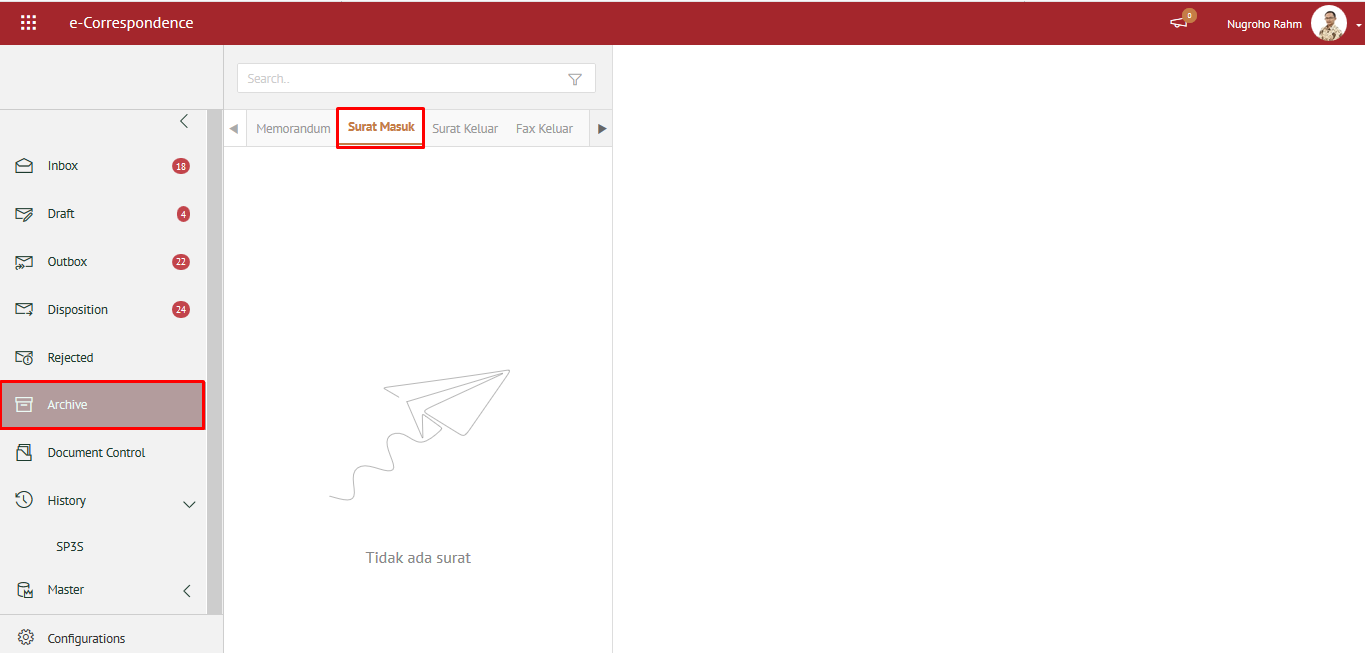 e-Correspondence
0
Nugroho Rahm
Search..
Memorandum
Surat Masuk
Surat Keluar
Fax Keluar
Inbox
18
Draft
4
Outbox
22
Disposition
24
Rejected
Archive
Document Control
History
SP3S
Master
Configurations
Tidak ada surat